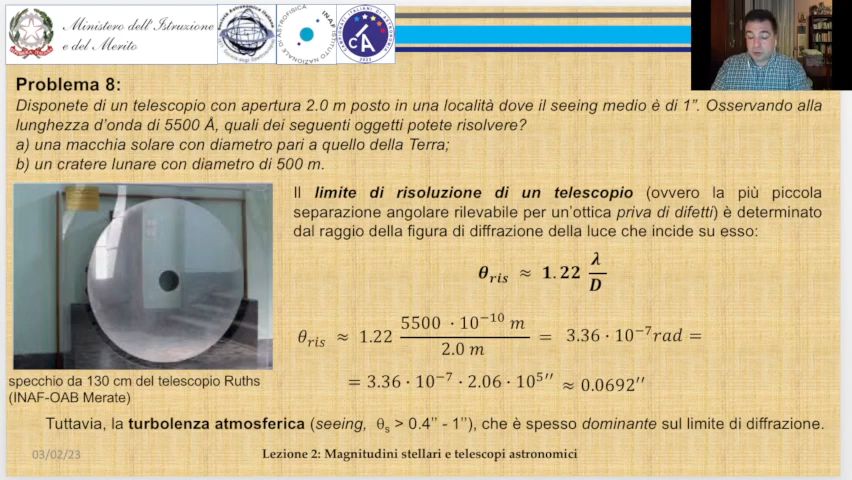 Ministero dell'Istruzione
e del Merito
Problema 8:
Disponete di un telescopio con apertura 2.0 m posto in una località dove il seeing medio è di 1”. Osservando alla
lunghezza d'onda di 5500 Å, quali dei seguenti oggetti potete risolvere?
a) una macchia solare con diametro pari a quello della Terra;
b) un cratere lunare con diametro di 500 m.
Il limite di risoluzione di un telescopio (ovvero la più piccola
separazione angolare rilevabile per un'ottica priva di difetti) è determinato
dal raggio della figura di diffrazione della luce che incide su esso:
θris ≈ 1.22 λ/D
θris ≈ 1.22 5500 · 10⁻¹⁰ m / 2.0 m = 3.36 · 10⁻⁷ rad =
= 3.36 · 10⁻⁷ · 2.06 · 10⁵′′ ≈ 0.0692′′
specchio da 130 cm del telescopio Ruths
(INAF-OAB Merate)
Tuttavia, la turbolenza atmosferica (seeing, θs > 0.4” - 1”), che è spesso dominante sul limite di diffrazione.
03/02/23
Lezione 2: Magnitudini stellari e telescopi astronomici